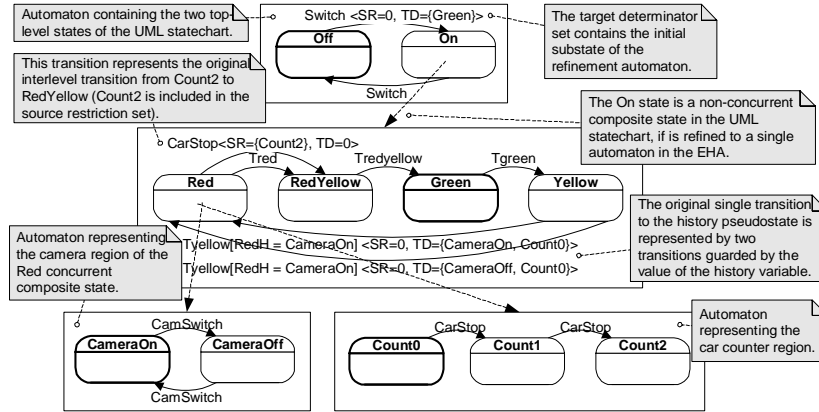 Automaton containing the two top-
level states of the UML statechart.
Switch <SR=0, TD={Green}>
Off
On
Switch
The target determinator
set contains the initial
substate of the
refinement automaton.
This transition represents the original
interlevel transition from Count2 to
RedYellow (Count2 is included in the
source restriction set).
The On state is a non-concurrent
composite state in the UML
statechart, if is refined to a single
automaton in the EHA.
CarStop<SR={Count2}, TD=0>
Tred
Tredyellow
Tgreen
Red
RedYellow
Green
Yellow
Tyellow[RedH = CameraOn] <SR=0, TD={CameraOn, Count0}>
Tyellow[RedH = CameraOn] <SR=0, TD={CameraOff, Count0}>
The original single transition
to the history pseudostate is
represented by two
transitions guarded by the
value of the history variable.
Automaton representing
the camera region of the
Red concurrent
composite state.
CamSwitch
CameraOn
CameraOff
CamSwitch
CarStop
CarStop
Count0
Count1
Count2
Automaton
representing the
car counter region.